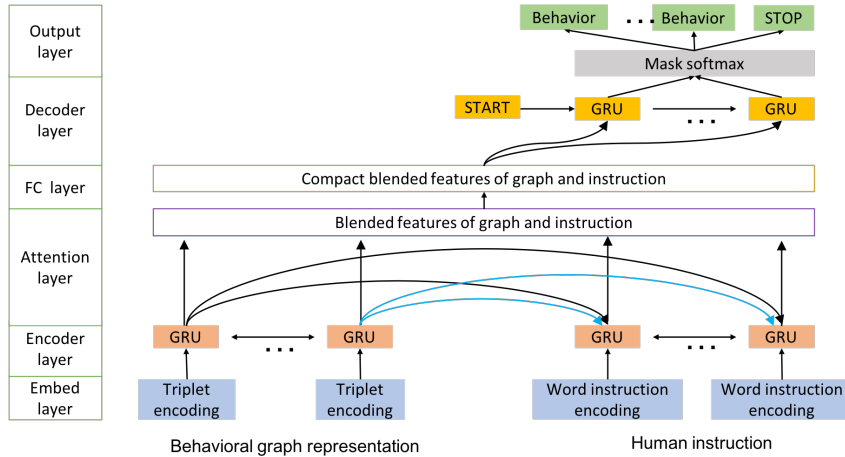 Output
layer
Behavior
...
Behavior
STOP
Mask softmax
Decoder
layer
START
GRU
...
GRU
FC layer
Compact blended features of graph and instruction
Blended features of graph and instruction
Attention
layer
Encoder
layer
GRU
...
GRU
GRU
...
GRU
Embed
layer
Triplet
encoding
Triplet
encoding
Word instruction
encoding
Word instruction
encoding
Behavioral graph representation
Human instruction